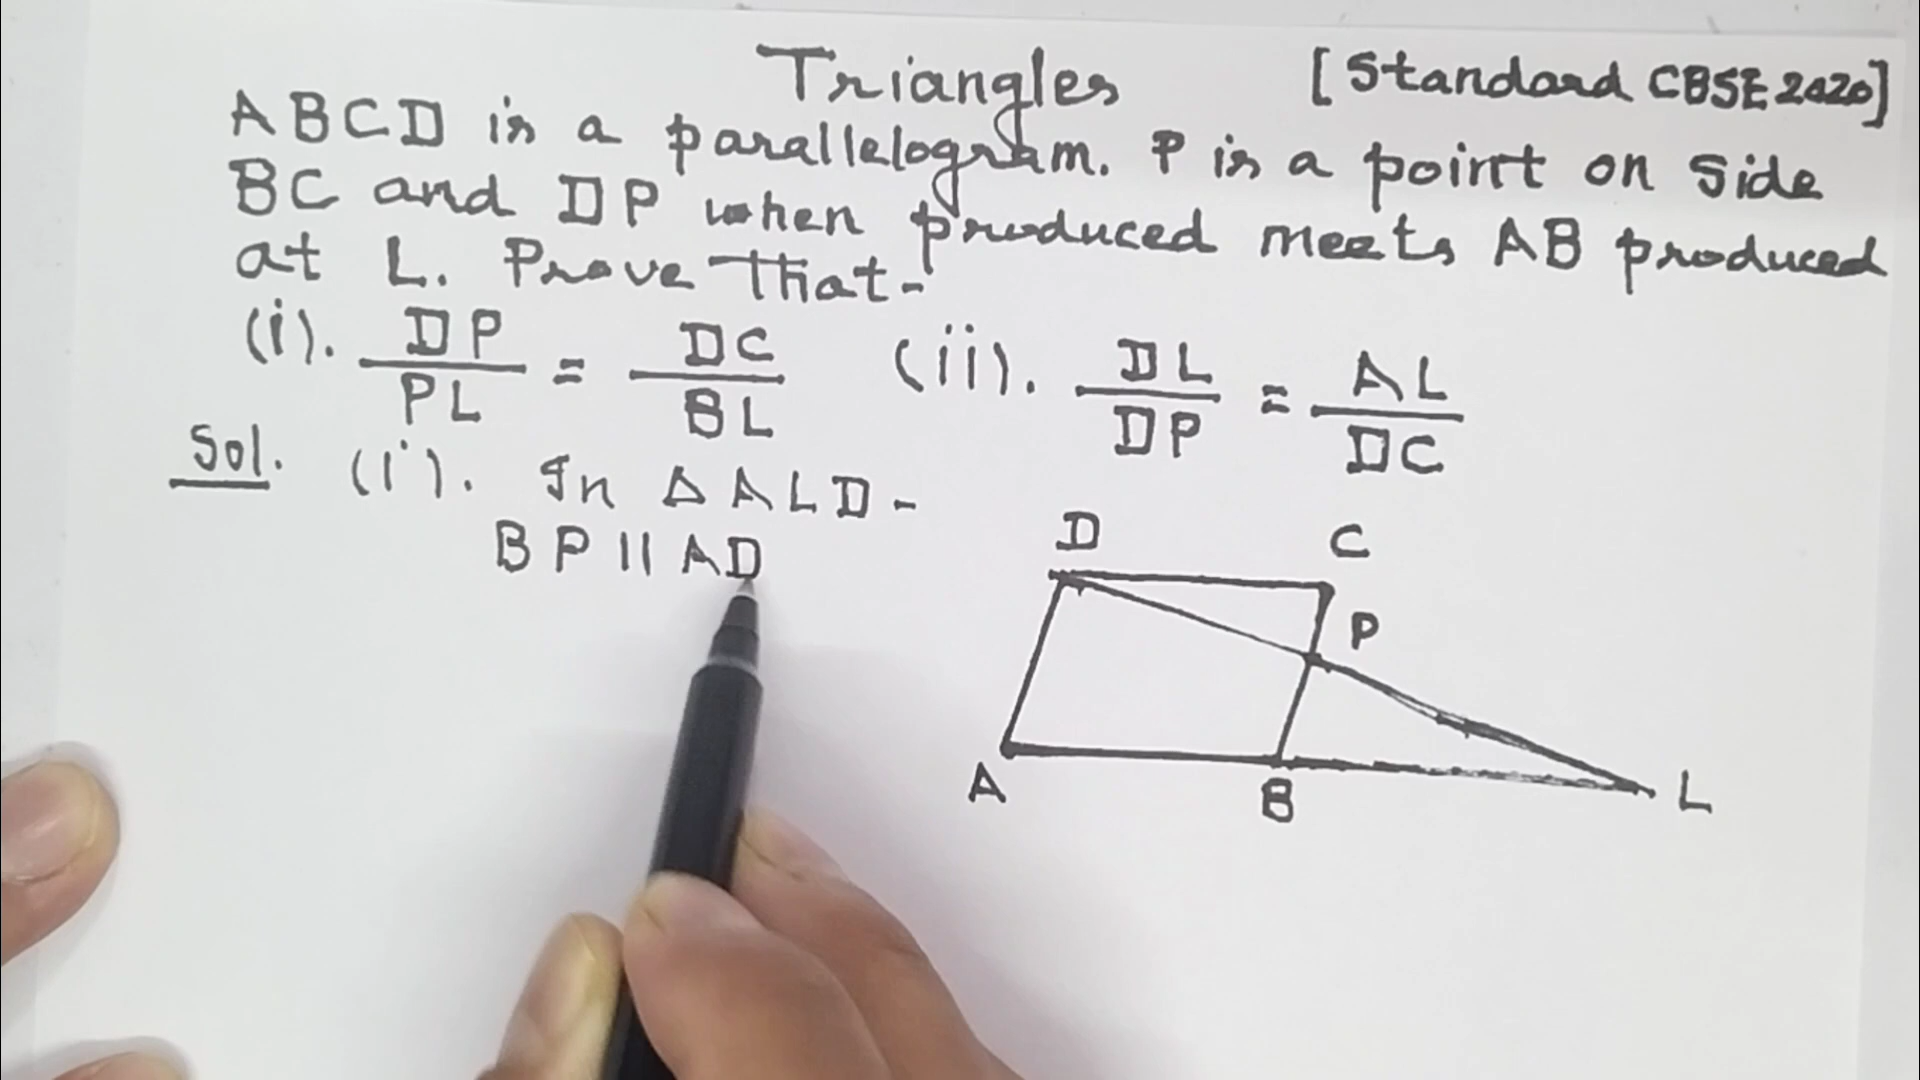 Triangles [Standard CBSE 2020]
ABCD is a parallelogram. P is a point on side
BC and DP when produced meets AB produced
at L. Prove that-
(i). DP/PL = DC/BL (ii). DL/DP = AL/DC
Sol. (i). In △ALD-
BP || AD
D C
P
A B L